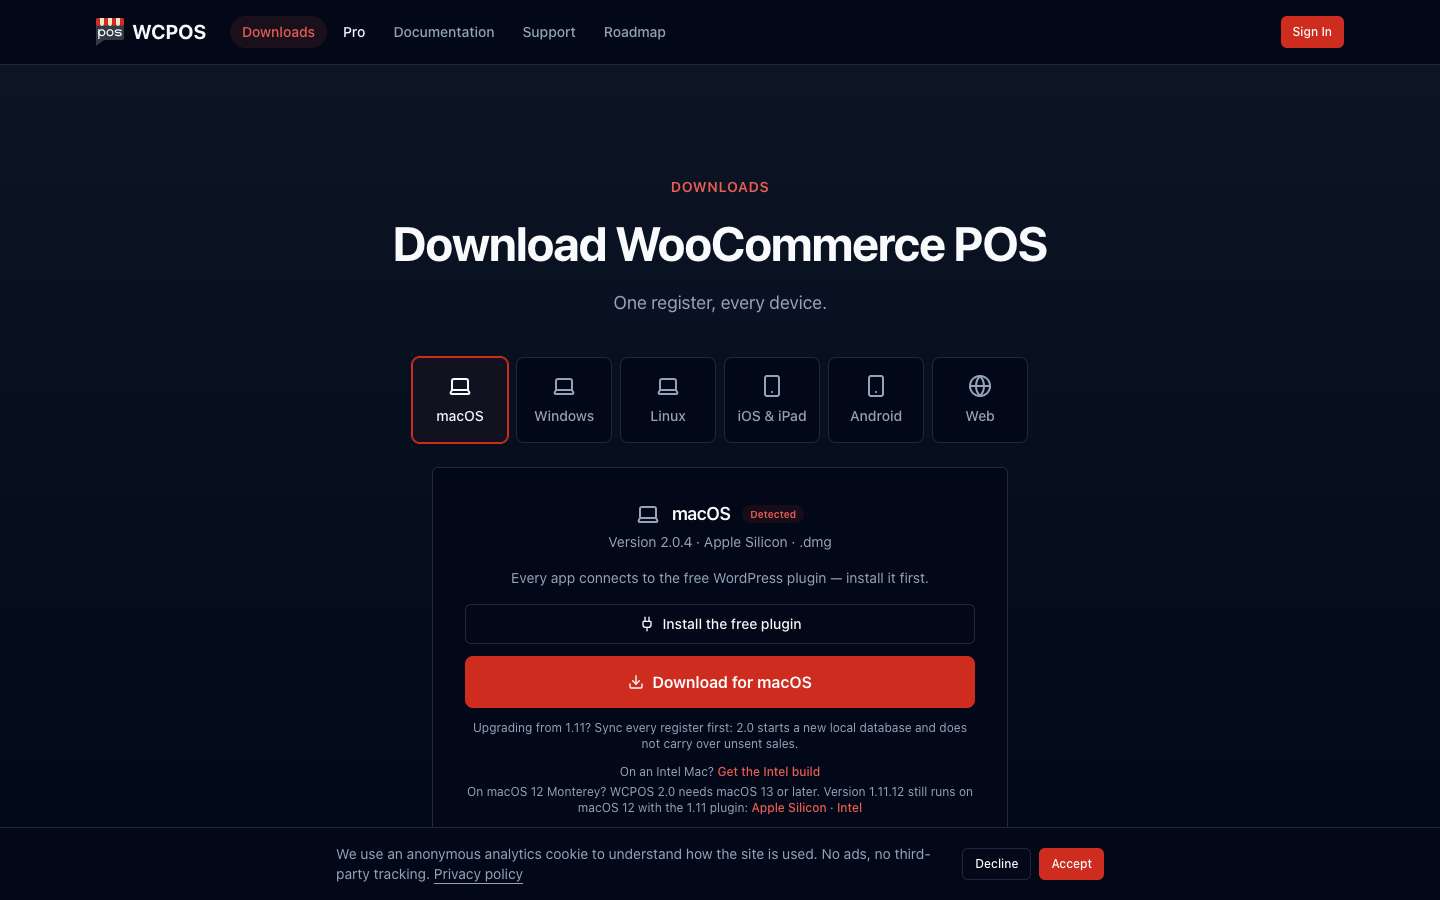 pos WCPOS Downloads Pro Documentation Support Roadmap Sign In
DOWNLOADS
Download WooCommerce POS
One register, every device.
macOS Windows Linux iOS & iPad Android Web
macOS Detected
Version 2.0.4 · Apple Silicon · .dmg
Every app connects to the free WordPress plugin — install it first.
Install the free plugin
Download for macOS
Upgrading from 1.11? Sync every register first: 2.0 starts a new local database and does
not carry over unsent sales.
On an Intel Mac? Get the Intel build
On macOS 12 Monterey? WCPOS 2.0 needs macOS 13 or later. Version 1.11.12 still runs on
macOS 12 with the 1.11 plugin: Apple Silicon · Intel
We use an anonymous analytics cookie to understand how the site is used. No ads, no third-
party tracking. Privacy policy
Decline Accept